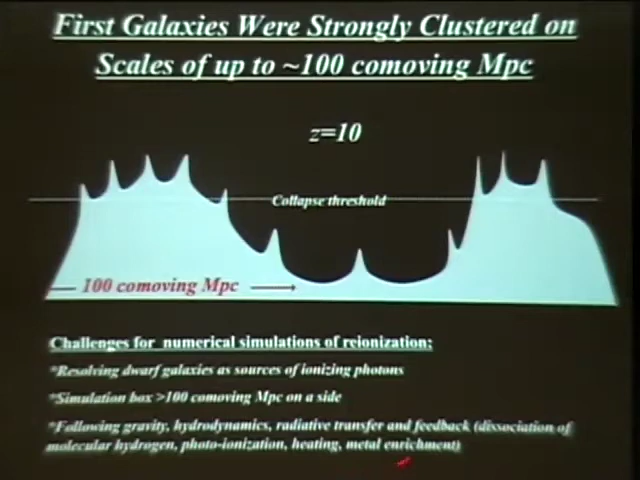 First Galaxies Were Strongly Clustered on
Scales of up to ~100 comoving Mpc
z=10
Collapse threshold
100 comoving Mpc
Challenges for numerical simulations of reionization:
*Resolving dwarf galaxies as sources of ionizing photons
*Simulation box >100 comoving Mpc on a side
*Following gravity, hydrodynamics, radiative transfer and feedback (dissociation of
molecular hydrogen, photo-ionization, heating, metal enrichment)